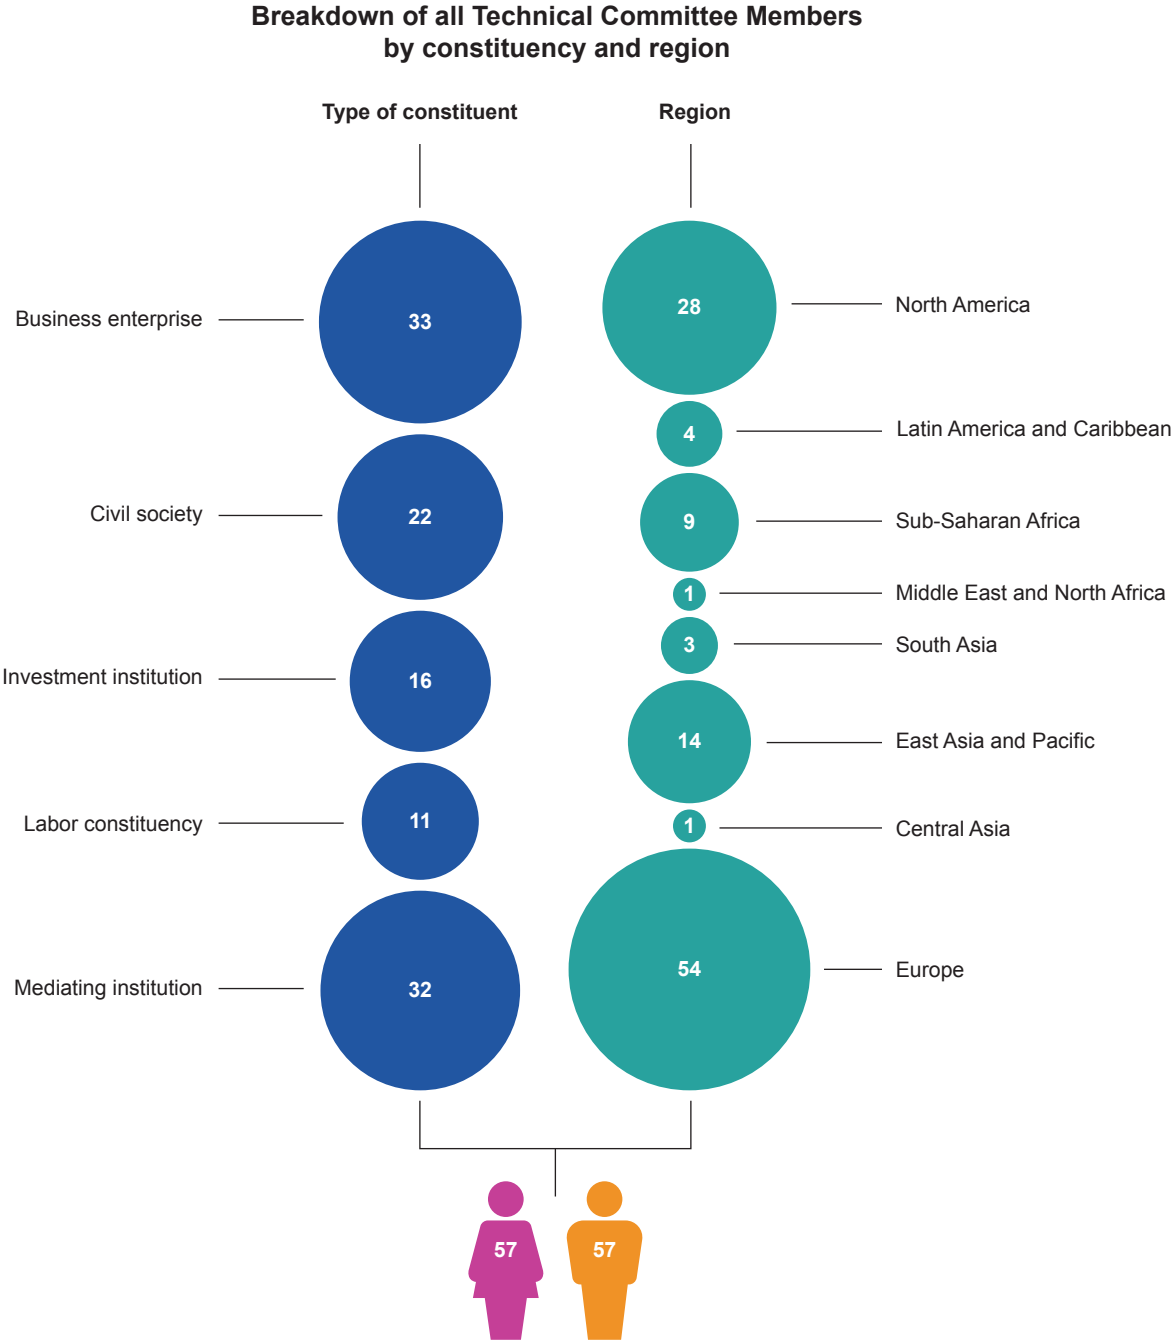 Breakdown of all Technical Committee Members
by constituency and region
Type of constituent
Region
Business enterprise
33
Civil society
22
Investment institution
16
Labor constituency
11
Mediating institution
32
28
North America
4
Latin America and Caribbean
9
Sub-Saharan Africa
1
Middle East and North Africa
3
South Asia
14
East Asia and Pacific
1
Central Asia
54
Europe
57
57